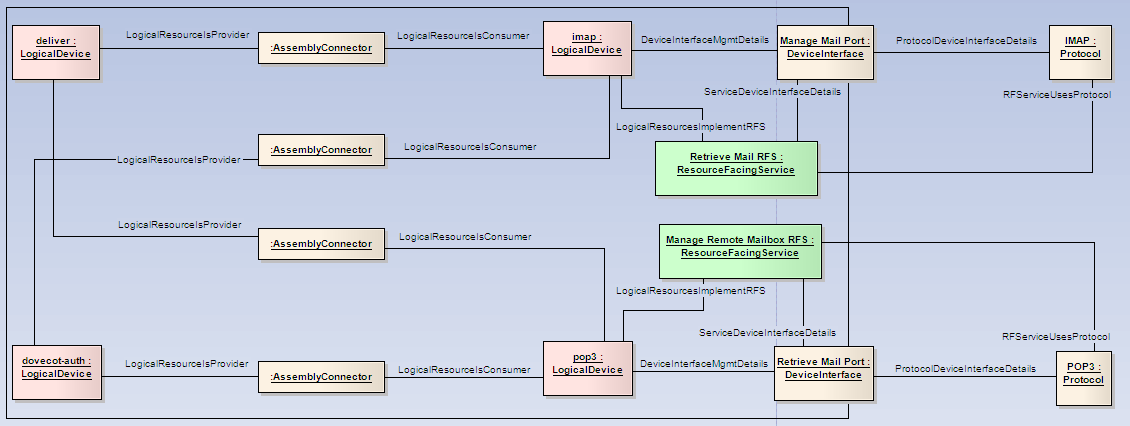 deliver :
LogicalDevice
LogicalResourceIsProvider
:AssemblyConnector
LogicalResourceIsConsumer
imap :
LogicalDevice
DeviceInterfaceMgmtDetails
Manage Mail Port :
DeviceInterface
ProtocolDeviceInterfaceDetails
IMAP :
Protocol
ServiceDeviceInterfaceDetails
RFServiceUsesProtocol
LogicalResourcesImplementRFS
LogicalResourceIsProvider
:AssemblyConnector
LogicalResourceIsConsumer
Retrieve Mail RFS :
ResourceFacingService
LogicalResourceIsProvider
:AssemblyConnector
LogicalResourceIsConsumer
Manage Remote Mailbox RFS :
ResourceFacingService
LogicalResourcesImplementRFS
ServiceDeviceInterfaceDetails
RFServiceUsesProtocol
dovecot-auth :
LogicalDevice
LogicalResourceIsProvider
:AssemblyConnector
LogicalResourceIsConsumer
pop3 :
LogicalDevice
DeviceInterfaceMgmtDetails
Retrieve Mail Port :
DeviceInterface
ProtocolDeviceInterfaceDetails
POP3 :
Protocol